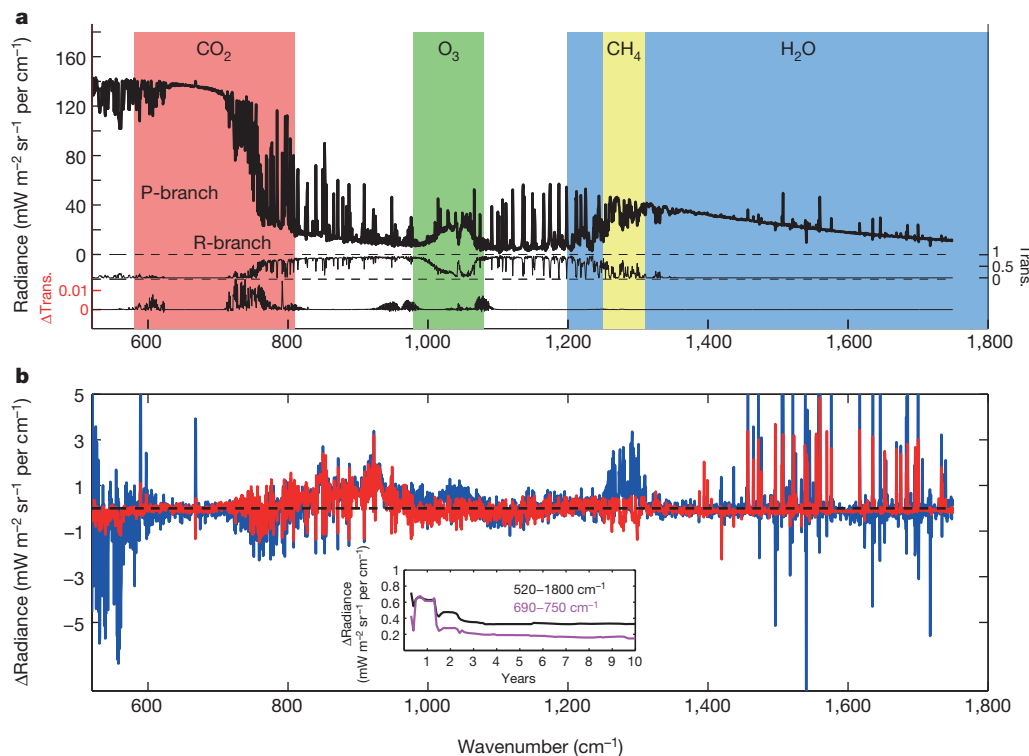 a
CO₂
O₃
CH₄
H₂O
Radiance (mW m⁻² sr⁻¹ per cm⁻¹)
160
120
80
40
0
P-branch
R-branch
ΔTrans.
0.01
0
1
0.5
0
Trans.
600
800
1,000
1,200
1,400
1,600
1,800
b
ΔRadiance (mW m⁻² sr⁻¹ per cm⁻¹)
5
3
1
−1
−3
−5
ΔRadiance
(mW m⁻² sr⁻¹ per cm⁻¹)
1
0.8
0.6
0.4
0.2
520–1800 cm⁻¹
690–750 cm⁻¹
1 2 3 4 5 6 7 8 9 10
Years
600
800
1,000
1,200
1,400
1,600
1,800
Wavenumber (cm⁻¹)